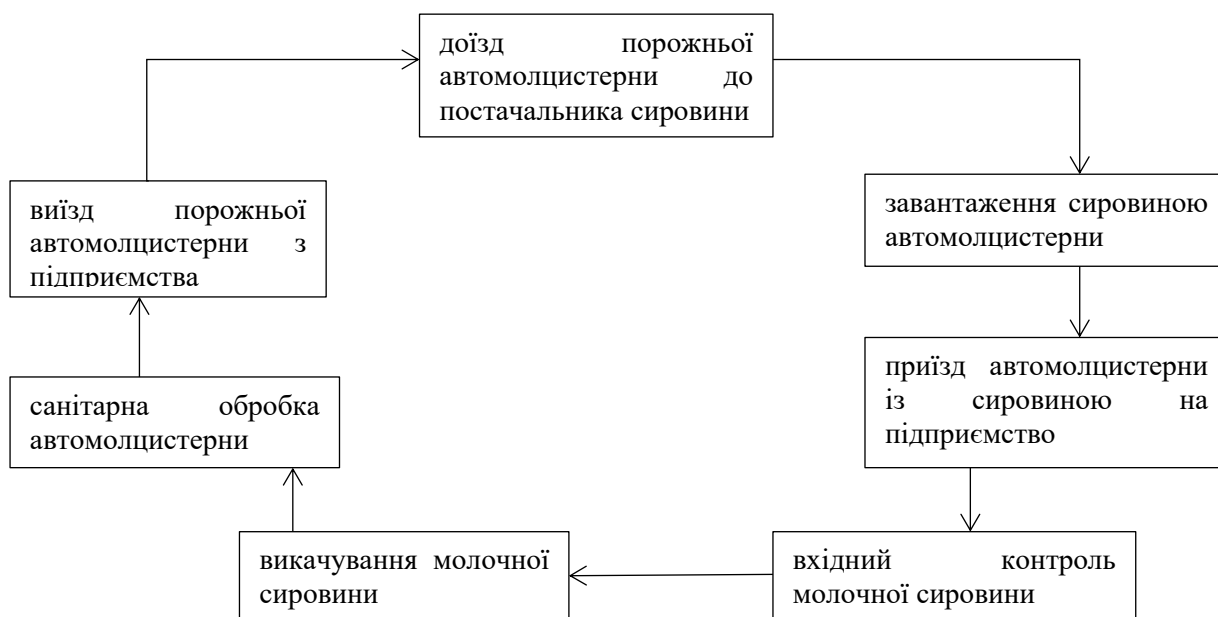 доїзд порожньої
автомолцистерни до
постачальника сировини
завантаження сировиною
автомолцистерни
приїзд автомолцистерни
із сировиною на
підприємство
вхідний контроль
молочної сировини
викачування молочної
сировини
санітарна обробка
автомолцистерни
виїзд порожньої
автомолцистерни з
підприємства